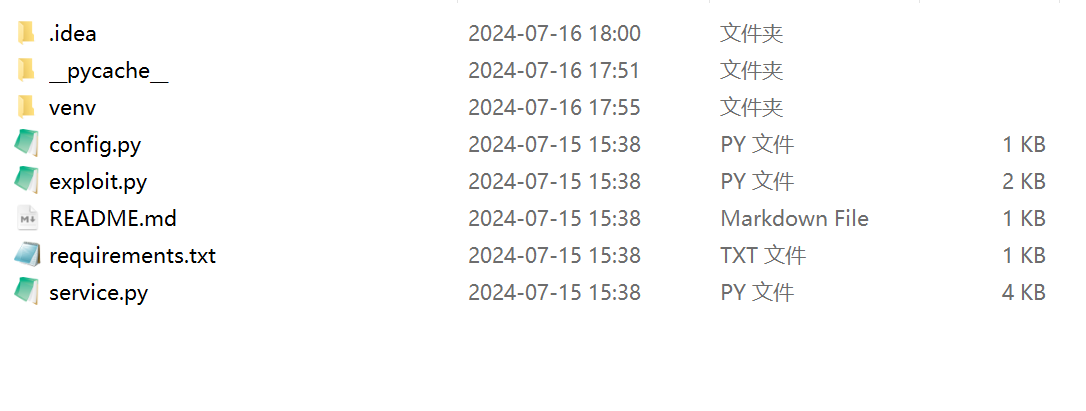 .idea 2024-07-16 18:00 文件夹
__pycache__ 2024-07-16 17:51 文件夹
venv 2024-07-16 17:55 文件夹
config.py 2024-07-15 15:38 PY 文件 1 KB
exploit.py 2024-07-15 15:38 PY 文件 2 KB
README.md 2024-07-15 15:38 Markdown File 1 KB
requirements.txt 2024-07-15 15:38 TXT 文件 1 KB
service.py 2024-07-15 15:38 PY 文件 4 KB